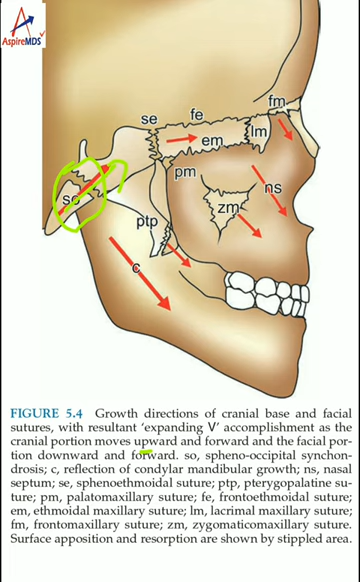 AspireMDS
fm
se
fe
lm
em
pm
ns
so
zm
ptp
c
FIGURE 5.4 Growth directions of cranial base and facial
sutures, with resultant 'expanding V' accomplishment as the
cranial portion moves upward and forward and the facial por-
tion downward and forward. so, spheno-occipital synchon-
drosis; c, reflection of condylar mandibular growth; ns, nasal
septum; se, sphenoethmoidal suture; ptp, pterygopalatine su-
ture; pm, palatomaxillary suture; fe, frontoethmoidal suture;
em, ethmoidal maxillary suture; lm, lacrimal maxillary suture;
fm, frontomaxillary suture; zm, zygomaticomaxillary suture.
Surface apposition and resorption are shown by stippled area.